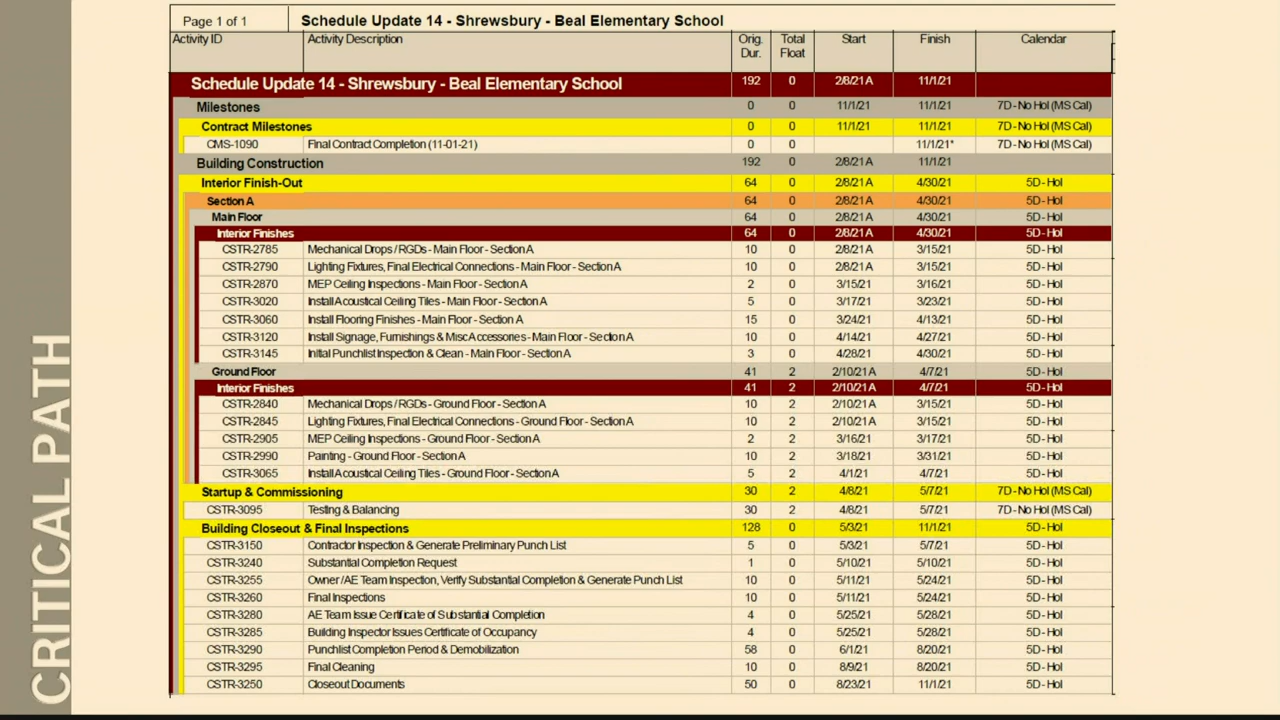 Page 1 of 1 Schedule Update 14 - Shrewsbury - Beal Elementary School
Activity ID Activity Description Orig. Dur. Total Float Start Finish Calendar
Schedule Update 14 - Shrewsbury - Beal Elementary School 192 0 2/8/21 A 11/1/21
Milestones 0 0 11/1/21 11/1/21 7D - No Hol (MS Cal)
Contract Milestones 0 0 11/1/21 11/1/21 7D - No Hol (MS Cal)
CMS-1090 Final Contract Completion (11-01-21) 0 0 11/1/21* 7D - No Hol (MS Cal)
Building Construction 192 0 2/8/21 A 11/1/21
Interior Finish-Out 64 0 2/8/21 A 4/30/21 5D - Hol
Section A 64 0 2/8/21 A 4/30/21 5D - Hol
Main Floor 64 0 2/8/21 A 4/30/21 5D - Hol
Interior Finishes 64 0 2/8/21 A 4/30/21 5D - Hol
CSTR-2785 Mechanical Drops / RGDs - Main Floor - Section A 10 0 2/8/21 A 3/15/21 5D - Hol
CSTR-2790 Lighting Fixtures, Final Electrical Connections - Main Floor - Section A 10 0 2/8/21 A 3/15/21 5D - Hol
CSTR-2870 MEP Ceiling Inspections - Main Floor - Section A 2 0 3/15/21 3/16/21 5D - Hol
CSTR-3020 Install Acoustical Ceiling Tiles - Main Floor - Section A 5 0 3/17/21 3/23/21 5D - Hol
CSTR-3060 Install Flooring Finishes - Main Floor - Section A 15 0 3/24/21 4/13/21 5D - Hol
CSTR-3120 Install Signage, Furnishings & Misc Accessories - Main Floor - Section A 10 0 4/14/21 4/27/21 5D - Hol
CSTR-3145 Initial Punchlist Inspection & Clean - Main Floor - Section A 3 0 4/28/21 4/30/21 5D - Hol
Ground Floor 41 2 2/10/21 A 4/7/21 5D - Hol
Interior Finishes 41 2 2/10/21 A 4/7/21 5D - Hol
CSTR-2840 Mechanical Drops / RGDs - Ground Floor - Section A 10 2 2/10/21 A 3/15/21 5D - Hol
CSTR-2845 Lighting Fixtures, Final Electrical Connections - Ground Floor - Section A 10 2 2/10/21 A 3/15/21 5D - Hol
CSTR-2905 MEP Ceiling Inspections - Ground Floor - Section A 2 2 3/16/21 3/17/21 5D - Hol
CSTR-2990 Painting - Ground Floor - Section A 10 2 3/18/21 3/31/21 5D - Hol
CSTR-3065 Install Acoustical Ceiling Tiles - Ground Floor - Section A 5 2 4/1/21 4/7/21 5D - Hol
Startup & Commissioning 30 2 4/8/21 5/7/21 7D - No Hol (MS Cal)
CSTR-3095 Testing & Balancing 30 2 4/8/21 5/7/21 7D - No Hol (MS Cal)
Building Closeout & Final Inspections 128 0 5/3/21 11/1/21 5D - Hol
CSTR-3150 Contractor Inspection & Generate Preliminary Punch List 5 0 5/3/21 5/7/21 5D - Hol
CSTR-3240 Substantial Completion Request 1 0 5/10/21 5/10/21 5D - Hol
CSTR-3255 Owner / AE Team Inspection, Verify Substantial Completion & Generate Punch List 10 0 5/11/21 5/24/21 5D - Hol
CSTR-3260 Final Inspections 10 0 5/11/21 5/24/21 5D - Hol
CSTR-3280 AE Team Issue Certificate of Substantial Completion 4 0 5/25/21 5/28/21 5D - Hol
CSTR-3285 Building Inspector Issues Certificate of Occupancy 4 0 5/25/21 5/28/21 5D - Hol
CSTR-3290 Punchlist Completion Period & Demobilization 58 0 6/1/21 8/20/21 5D - Hol
CSTR-3295 Final Cleaning 10 0 8/9/21 8/20/21 5D - Hol
CSTR-3250 Closeout Documents 50 0 8/23/21 11/1/21 5D - Hol
CRITICAL PATH